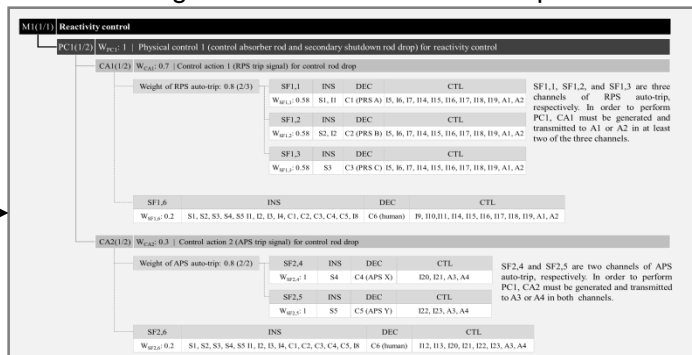 M1(1/1) Reactivity control
PC1(1/2) W_PC1: 1 | Physical control 1 (control absorber rod and secondary shutdown rod drop) for reactivity control
CA1(1/2) W_CA1: 0.7 | Control action 1 (RPS trip signal) for control rod drop
Weight of RPS auto-trip: 0.8 (2/3)
SF1,1 INS DEC CTL
W_SF1,1: 0.58 S1, I1 C1 (PRS A) I5, I6, I7, I14, I15, I16, I17, I18, I19, A1, A2
SF1,2 INS DEC CTL
W_SF1,2: 0.58 S2, I2 C2 (PRS B) I5, I6, I7, I14, I15, I16, I17, I18, I19, A1, A2
SF1,3 INS DEC CTL
W_SF1,3: 0.58 S3 C3 (PRS C) I5, I6, I7, I14, I15, I16, I17, I18, I19, A1, A2
SF1,1, SF1,2, and SF1,3 are three
channels of RPS auto-trip,
respectively. In order to perform
PC1, CA1 must be generated and
transmitted to A1 or A2 in at least
two of the three channels.
SF1,6 INS DEC CTL
W_SF1,6: 0.2 S1, S2, S3, S4, S5 I1, I2, I3, I4, C1, C2, C3, C4, C5, I8 C6 (human) I9, I10,I11, I14, I15, I16, I17, I18, I19, A1, A2
CA2(1/2) W_CA2: 0.3 | Control action 2 (APS trip signal) for control rod drop
Weight of APS auto-trip: 0.8 (2/2)
SF2,4 INS DEC CTL
W_SF2,4: 1 S4 C4 (APS X) I20, I21, A3, A4
SF2,5 INS DEC CTL
W_SF2,5: 1 S5 C5 (APS Y) I22, I23, A3, A4
SF2,4 and SF2,5 are two channels of APS
auto-trip, respectively. In order to perform
PC1, CA2 must be generated and transmitted
to A3 or A4 in both channels.
SF2,6 INS DEC CTL
W_SF2,6: 0.2 S1, S2, S3, S4, S5 I1, I2, I3, I4, C1, C2, C3, C4, C5, I8 C6 (human) I12, I13, I20, I21, I22, I23, A3, A4